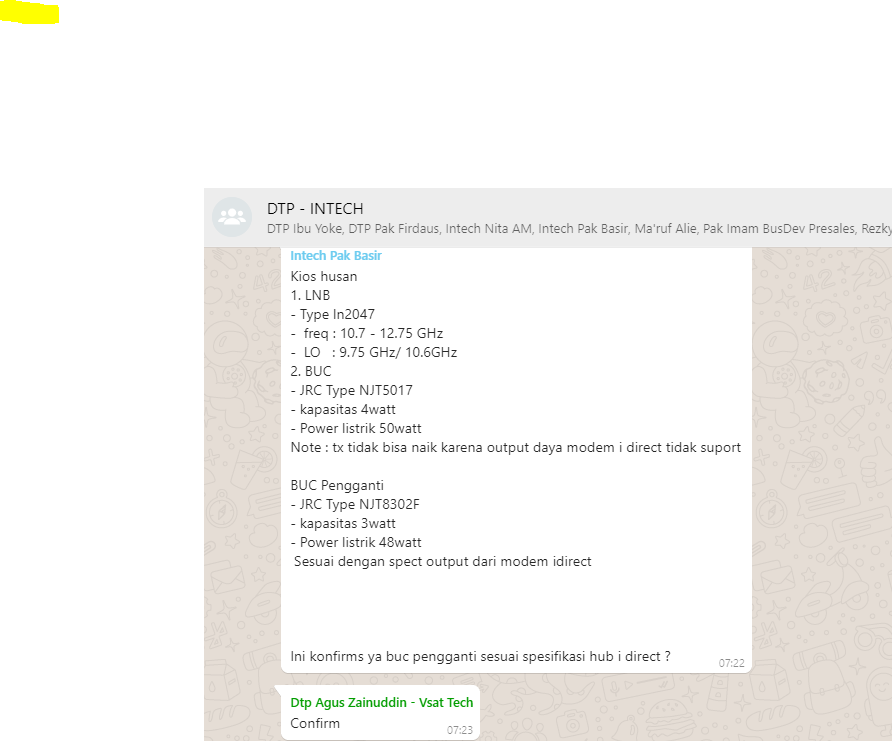 DTP - INTECH
DTP Ibu Yoke, DTP Pak Firdaus, Intech Nita AM, Intech Pak Basir, Ma'ruf Alie, Pak Imam BusDev Presales, Rezky
Intech Pak Basir
Kios husan
1. LNB
- Type In2047
-  freq : 10.7 - 12.75 GHz
-  LO   : 9.75 GHz/ 10.6GHz
2. BUC
- JRC Type NJT5017
- kapasitas 4watt
- Power listrik 50watt
Note : tx tidak bisa naik karena output daya modem i direct tidak suport
BUC Pengganti
- JRC Type NJT8302F
- kapasitas 3watt
- Power listrik 48watt
Sesuai dengan spect output dari modem idirect
Ini konfirms ya buc pengganti sesuai spesifikasi hub i direct ?
07:22
Dtp Agus Zainuddin - Vsat Tech
Confirm
07:23